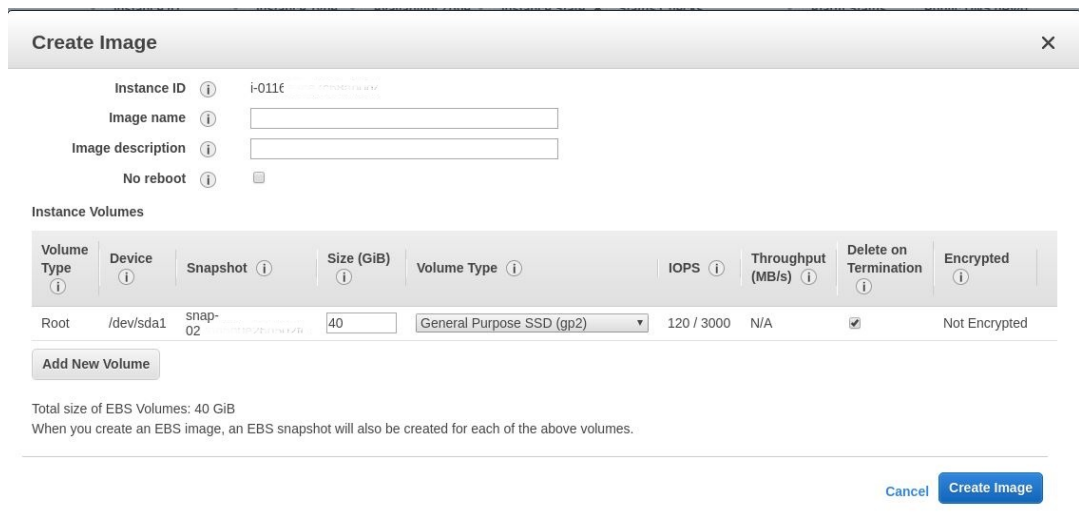 Create Image
Instance ID i-0116
Image name
Image description
No reboot
Instance Volumes
Volume Type Device Snapshot Size (GiB) Volume Type IOPS Throughput (MB/s) Delete on Termination Encrypted
Root /dev/sda1 snap-02 40 General Purpose SSD (gp2) 120 / 3000 N/A Not Encrypted
Add New Volume
Total size of EBS Volumes: 40 GiB
When you create an EBS image, an EBS snapshot will also be created for each of the above volumes.
Cancel Create Image